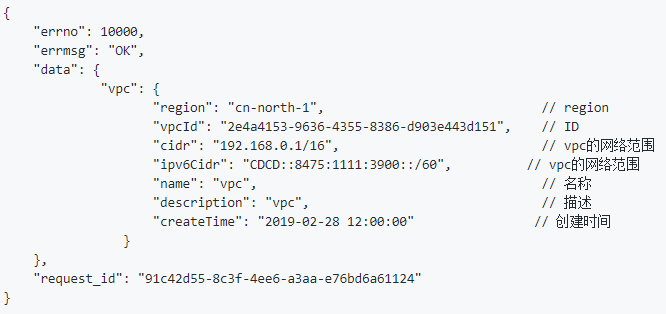 {
    "errno": 10000,
    "errmsg": "OK",
    "data": {
            "vpc": {
                    "region": "cn-north-1",                            // region
                    "vpcId": "2e4a4153-9636-4355-8386-d903e443d151",    // ID
                    "cidr": "192.168.0.1/16",                          // vpc的网络范围
                    "ipv6Cidr": "CDCD::8475:1111:3900::/60",          // vpc的网络范围
                    "name": "vpc",                                     // 名称
                    "description": "vpc",                              // 描述
                    "createTime": "2019-02-28 12:00:00"                // 创建时间
                }
    },
    "request_id": "91c42d55-8c3f-4ee6-a3aa-e76bd6a61124"
}